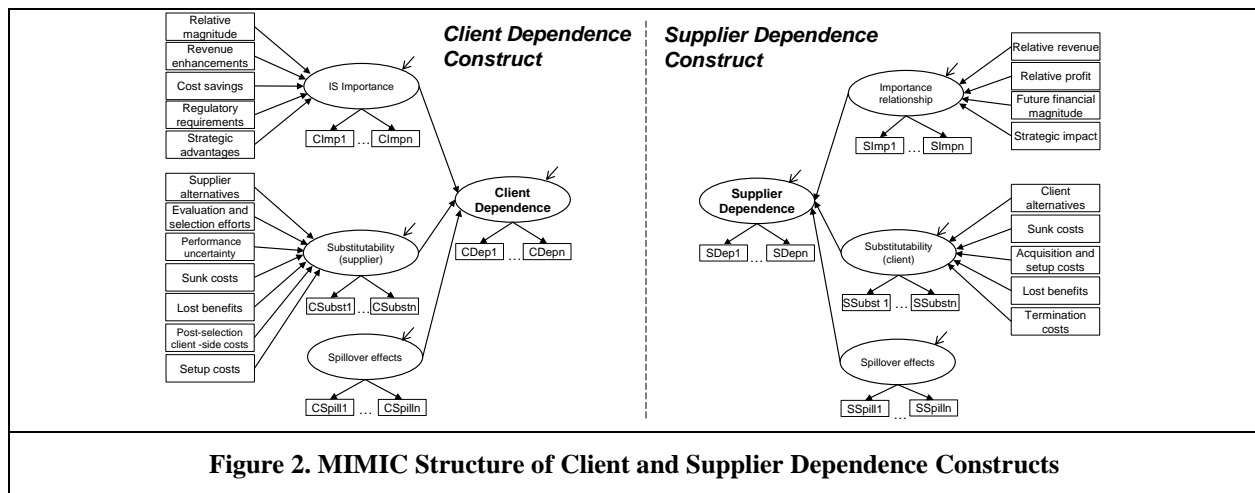 Client Dependence
Construct
Relative
magnitude
Revenue
enhancements
Cost savings
Regulatory
requirements
Strategic
advantages
IS Importance
CImp1 … CImpn
Supplier
alternatives
Evaluation and
selection efforts
Performance
uncertainty
Sunk costs
Lost benefits
Post-selection
client -side costs
Setup costs
Substitutability
(supplier)
CSubst1 … CSubstn
Spillover effects
CSpill1 … CSpilln
Client
Dependence
CDep1 … CDepn
Supplier Dependence
Construct
Importance
relationship
SImp1 … SImpn
Relative revenue
Relative profit
Future financial
magnitude
Strategic impact
Supplier
Dependence
SDep1 … SDepn
Substitutability
(client)
SSubst 1 … SSubstn
Client
alternatives
Sunk costs
Acquisition and
setup costs
Lost benefits
Termination
costs
Spillover effects
SSpill1 … SSpilln
Figure 2. MIMIC Structure of Client and Supplier Dependence Constructs